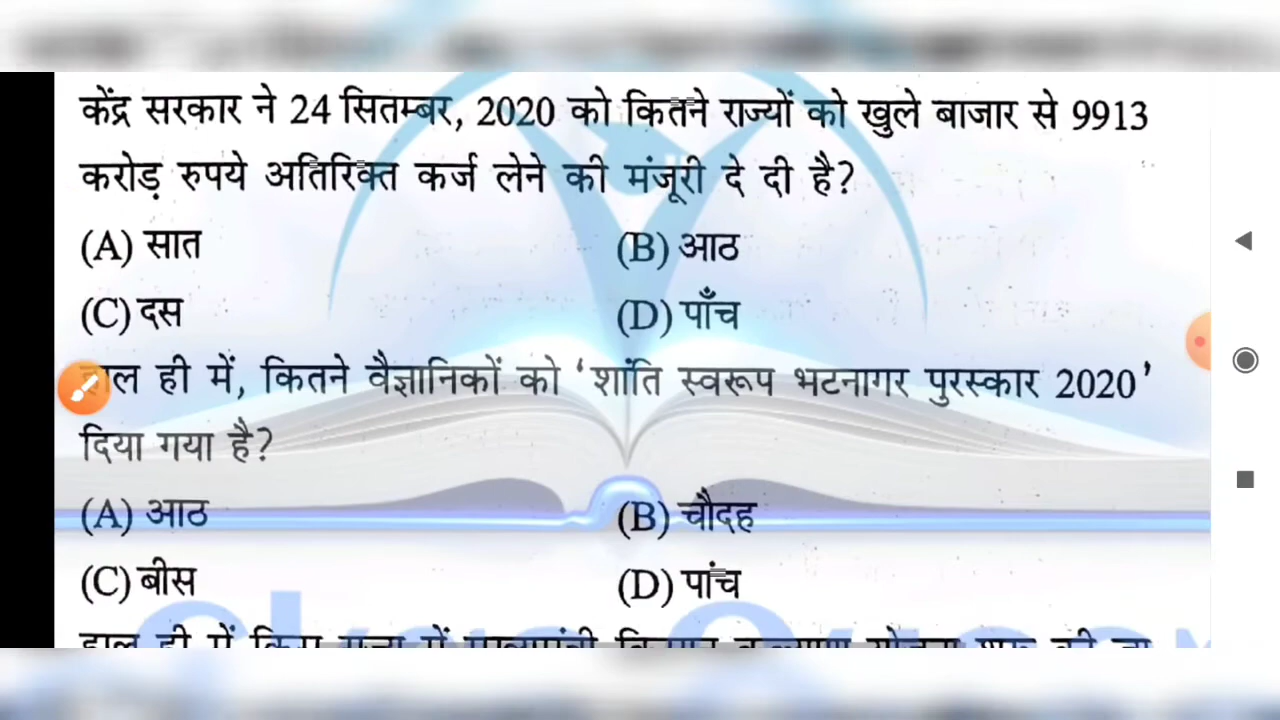 केंद्र सरकार ने 24 सितम्बर, 2020 को कितने राज्यों को खुले बाजार से 9913
करोड़ रुपये अतिरिक्त कर्ज लेने की मंजूरी दे दी है?
(A) सात (B) आठ
(C) दस (D) पाँच
हाल ही में, कितने वैज्ञानिकों को ‘शांति स्वरूप भटनागर पुरस्कार 2020’
दिया गया है?
(A) आठ (B) चौदह
(C) बीस (D) पांच